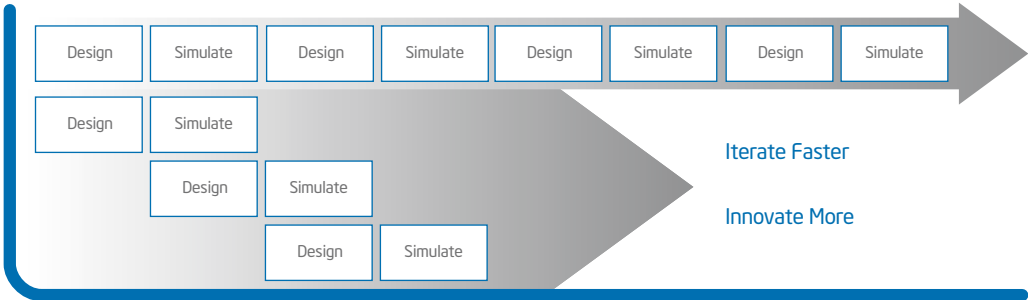 Design Simulate Design Simulate Design Simulate Design Simulate
Design Simulate
Iterate Faster
Design Simulate
Innovate More
Design Simulate